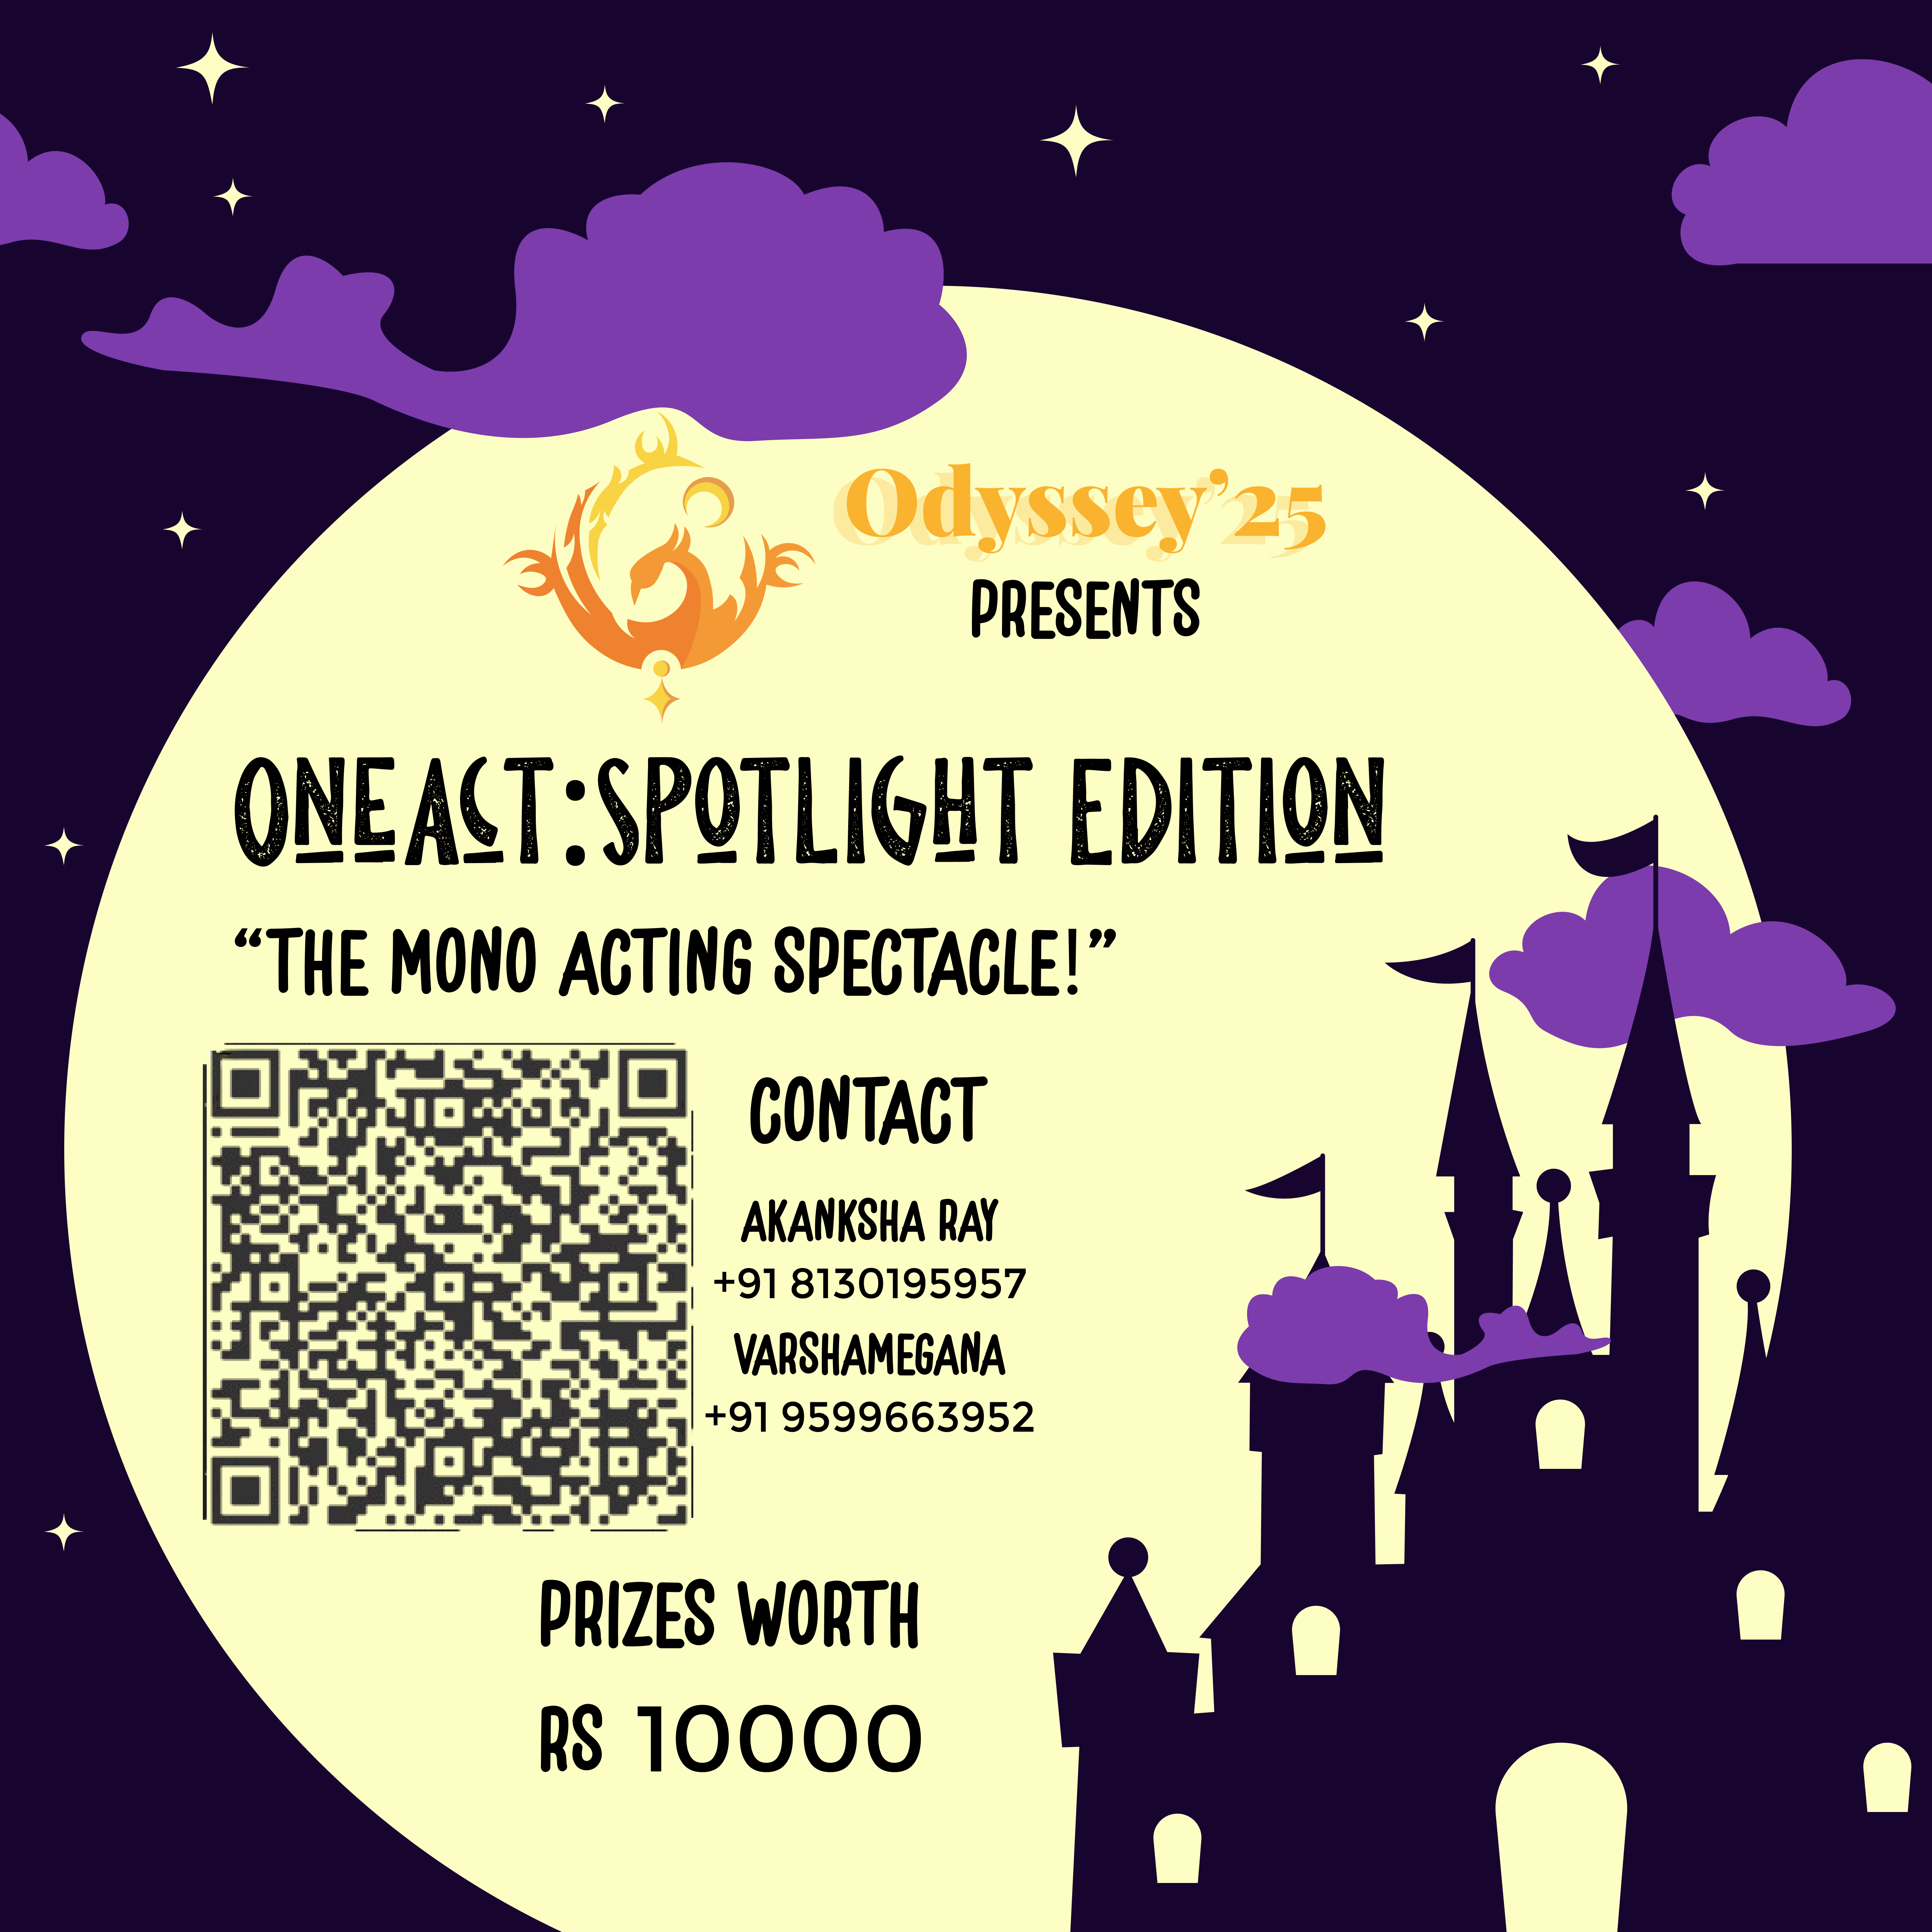 Odyssey'25
PRESENTS
ONEACT:SPOTLIGHT EDITION
“THE MONO ACTING SPECTACLE!”
CONTACT
AKANKSHA RAY
+91 8130195957
VARSHAMEGANA
+91 9599663952
PRIZES WORTH
RS 10000